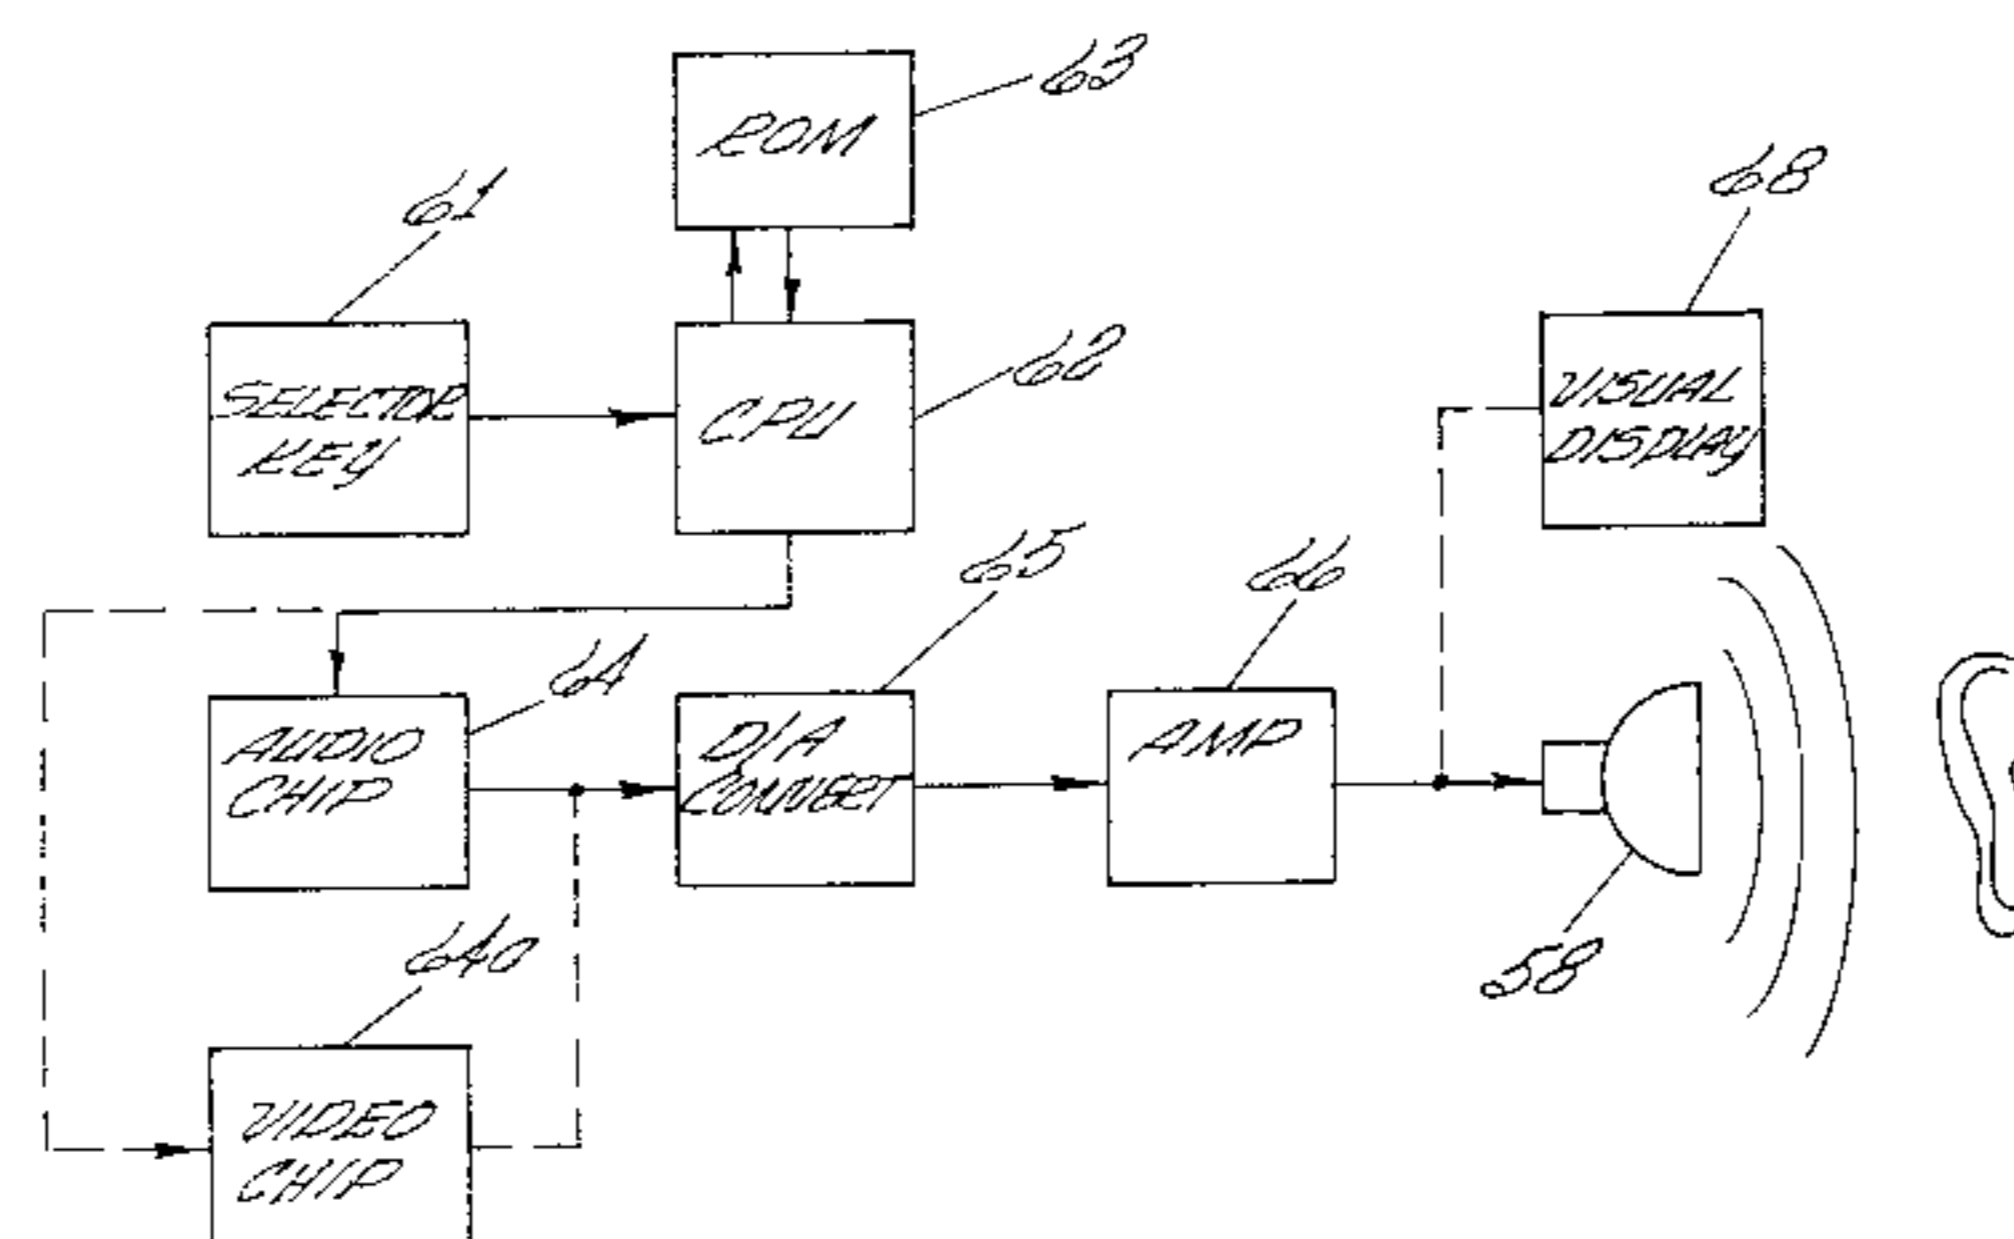 63
ROM
61
68
62
SELECTOR
KEY
CPU
VISUAL
DISPLAY
65
66
64
AUDIO
CHIP
D/A
CONNECT
AMP
640
58
VIDEO
CHIP